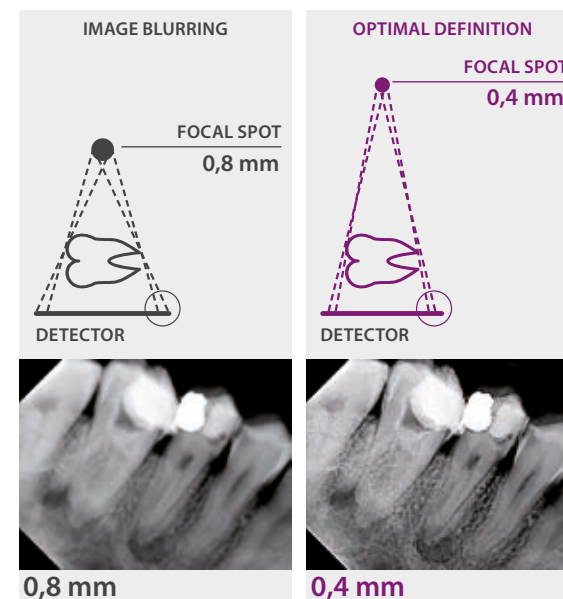 IMAGE BLURRING
FOCAL SPOT
0,8 mm
DETECTOR
0,8 mm
OPTIMAL DEFINITION
FOCAL SPOT
0,4 mm
DETECTOR
0,4 mm